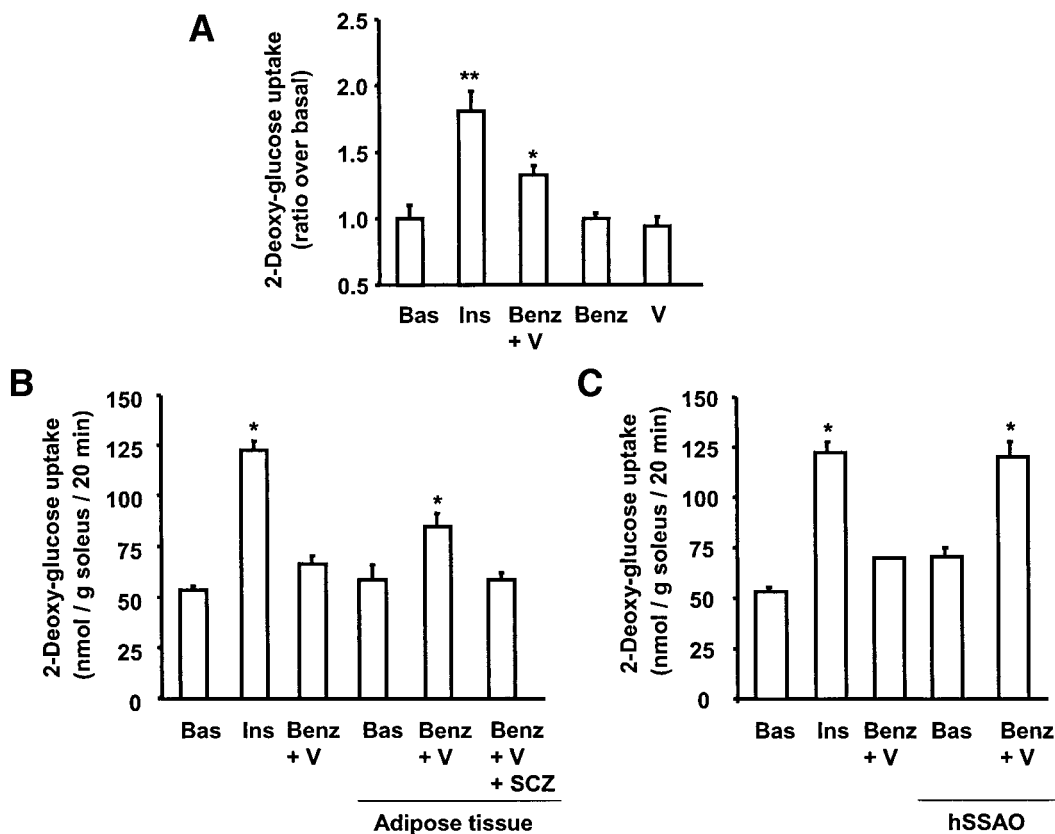 A
2-Deoxy-glucose uptake
(ratio over basal)
2.5
2.0
1.5
1.0
0.5
**
*
Bas Ins Benz Benz V
+ V
B
2-Deoxy-glucose uptake
(nmol / g soleus / 20 min)
150
125
100
75
50
25
0
*
*
Bas Ins Benz Bas Benz Benz
+ V + V + V
+ SCZ
Adipose tissue
C
2-Deoxy-glucose uptake
(nmol / g soleus / 20 min)
150
125
100
75
50
25
0
*
*
Bas Ins Benz Bas Benz
+ V + V
hSSAO